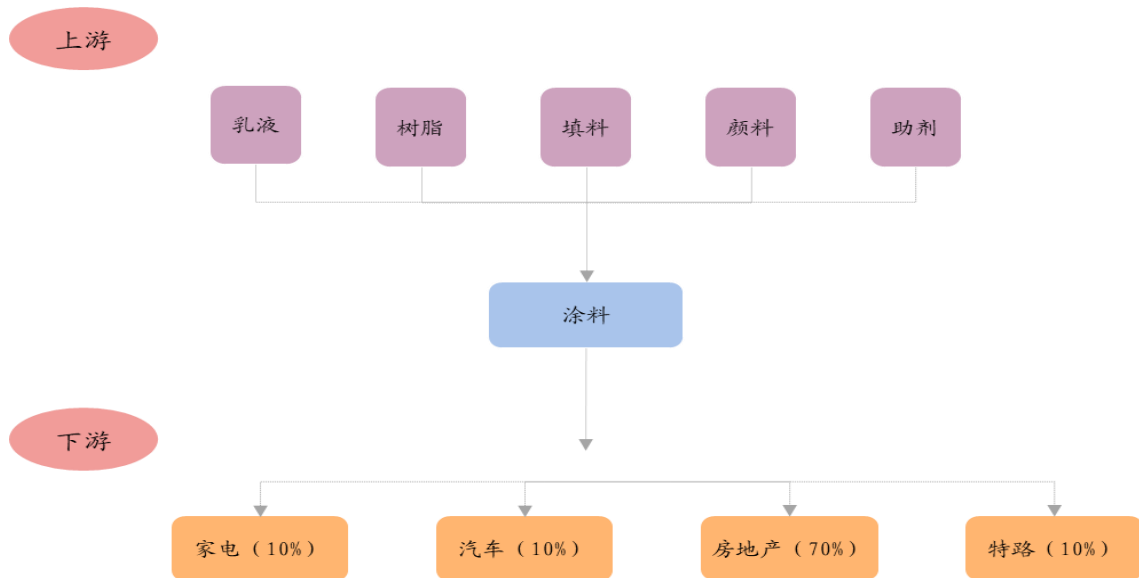 上游
乳液
树脂
填料
颜料
助剂
涂料
下游
家电（10%）
汽车（10%）
房地产（70%）
特路（10%）